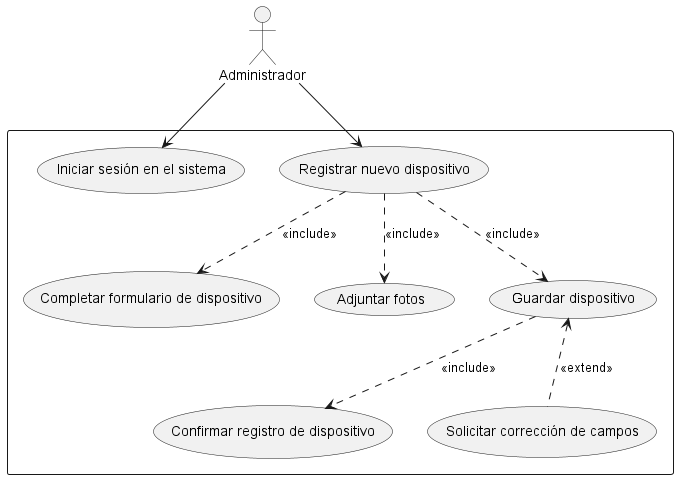 Administrador
Iniciar sesión en el sistema
Registrar nuevo dispositivo
«include»
«include»
«include»
Completar formulario de dispositivo
Adjuntar fotos
Guardar dispositivo
«include»
«extend»
Confirmar registro de dispositivo
Solicitar corrección de campos